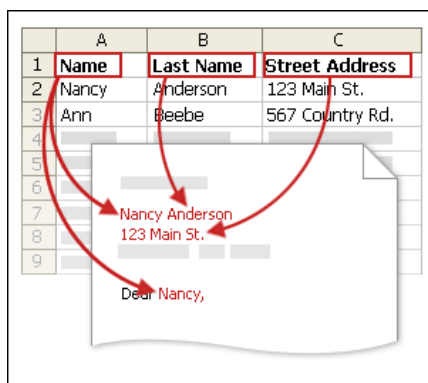 A B C
1 Name Last Name Street Address
2 Nancy Anderson 123 Main St.
3 Ann Beebe 567 Country Rd.
4
5
6
7
8
9
Nancy Anderson
123 Main St.
Dear Nancy,